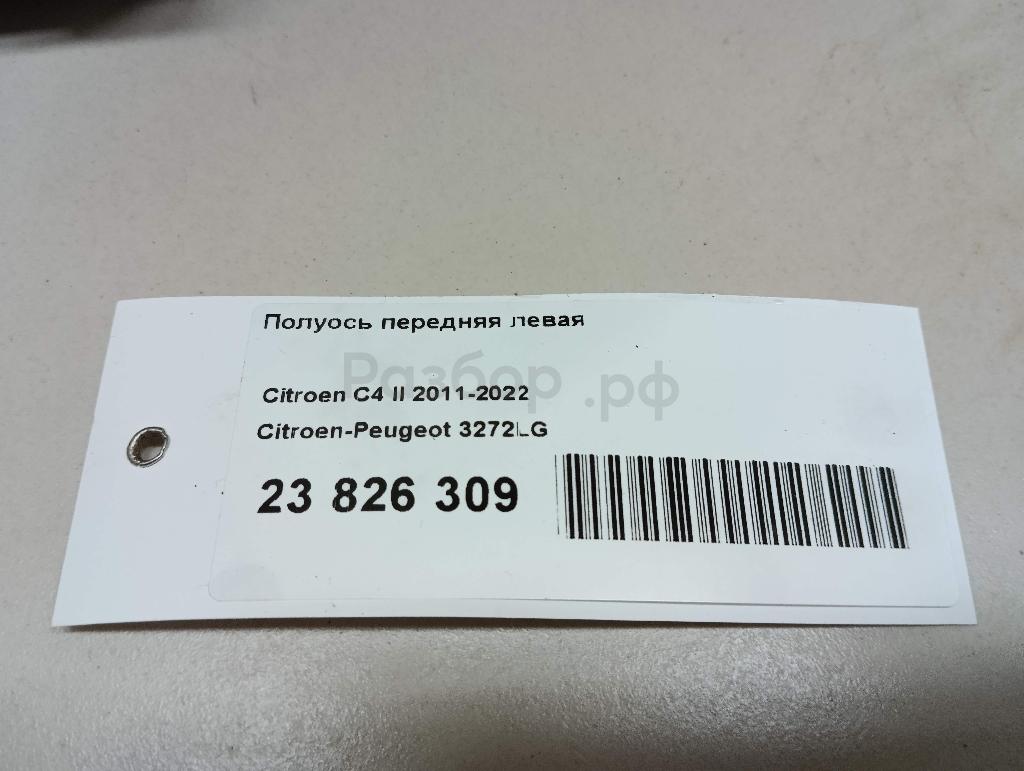 Полуось передняя левая
Разбор.рф
Citroen C4 II 2011-2022
Citroen-Peugeot 3272LG
23 826 309